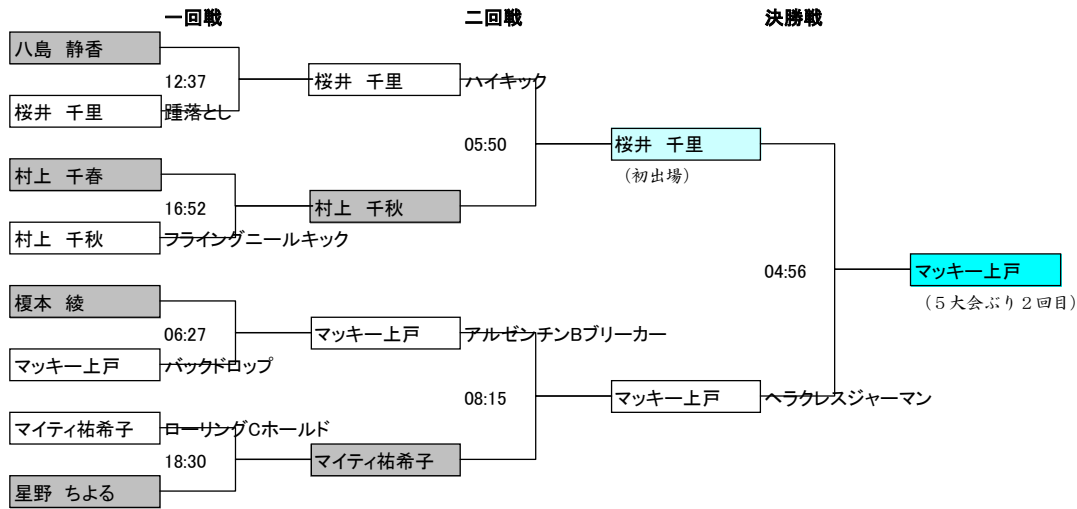 一回戦
二回戦
決勝戦
八島 静香
12:37
桜井 千里
踵落とし
桜井 千里
ハイキック
村上 千春
16:52
村上 千秋
フライングニールキック
村上 千秋
05:50
桜井 千里
(初出場)
榎本 綾
06:27
マッキー上戸
バックドロップ
マッキー上戸
アルゼンチンBブリーカー
マイティ祐希子
ローリングCホールド
18:30
星野 ちよる
マイティ祐希子
08:15
マッキー上戸
ヘラクレスジャーマン
04:56
マッキー上戸
(5大会ぶり2回目)